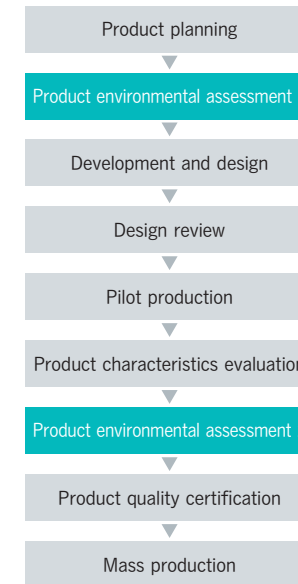 Product planning
Product environmental assessment
Development and design
Design review
Pilot production
Product characteristics evaluation
Product environmental assessment
Product quality certification
Mass production